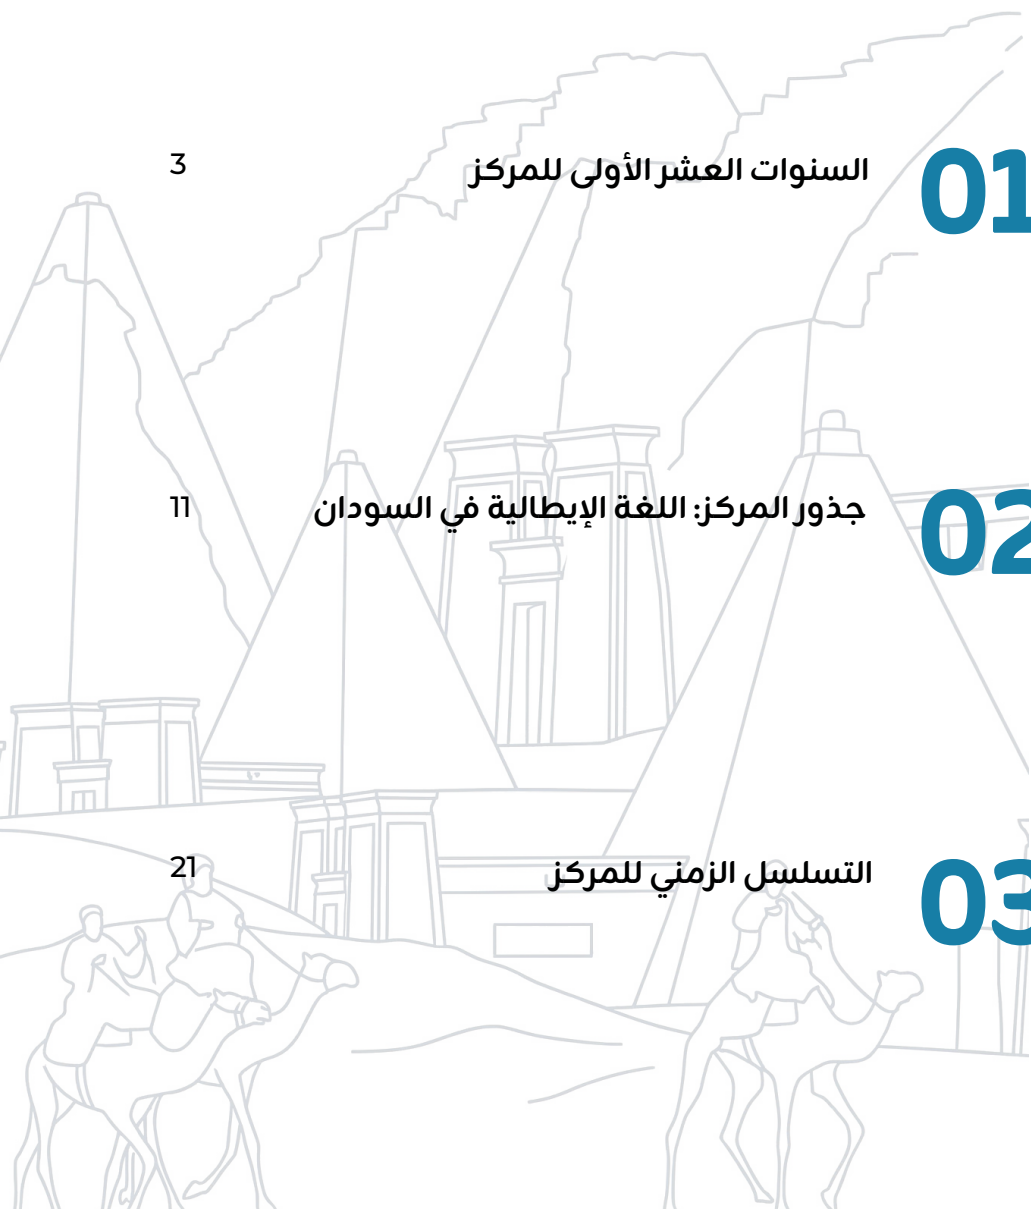 01 السنوات العشر الأولى للمركز 3
02 جذور المركز: اللغة الإيطالية في السودان 11
03 التسلسل الزمني للمركز 21